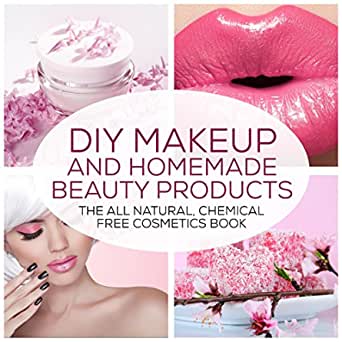 DIY MAKEUP
AND HOMEMADE
BEAUTY PRODUCTS
THE ALL NATURAL, CHEMICAL
FREE COSMETICS BOOK